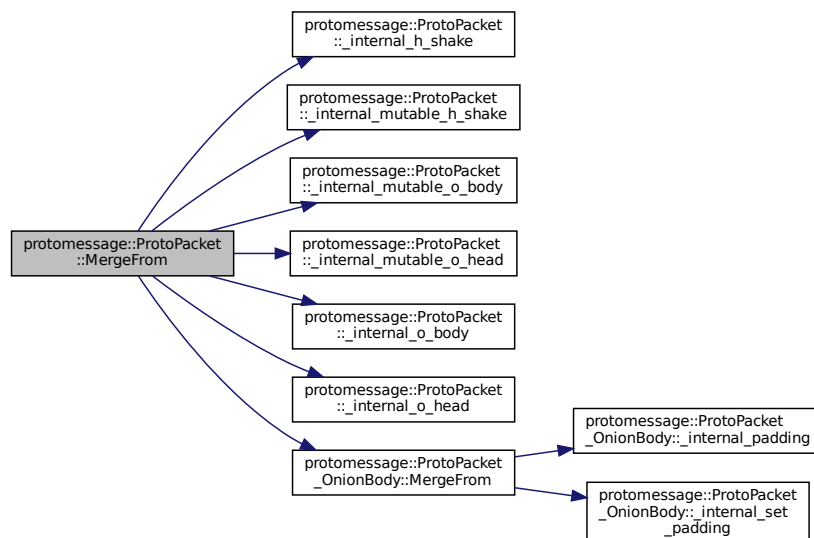 protomessage::ProtoPacket
::_internal_h_shake
protomessage::ProtoPacket
::_internal_mutable_h_shake
protomessage::ProtoPacket
::_internal_mutable_o_body
protomessage::ProtoPacket
::MergeFrom
protomessage::ProtoPacket
::_internal_mutable_o_head
protomessage::ProtoPacket
::_internal_o_body
protomessage::ProtoPacket
::_internal_o_head
protomessage::ProtoPacket
_OnionBody::MergeFrom
protomessage::ProtoPacket
_OnionBody::_internal_padding
protomessage::ProtoPacket
_OnionBody::_internal_set
_padding